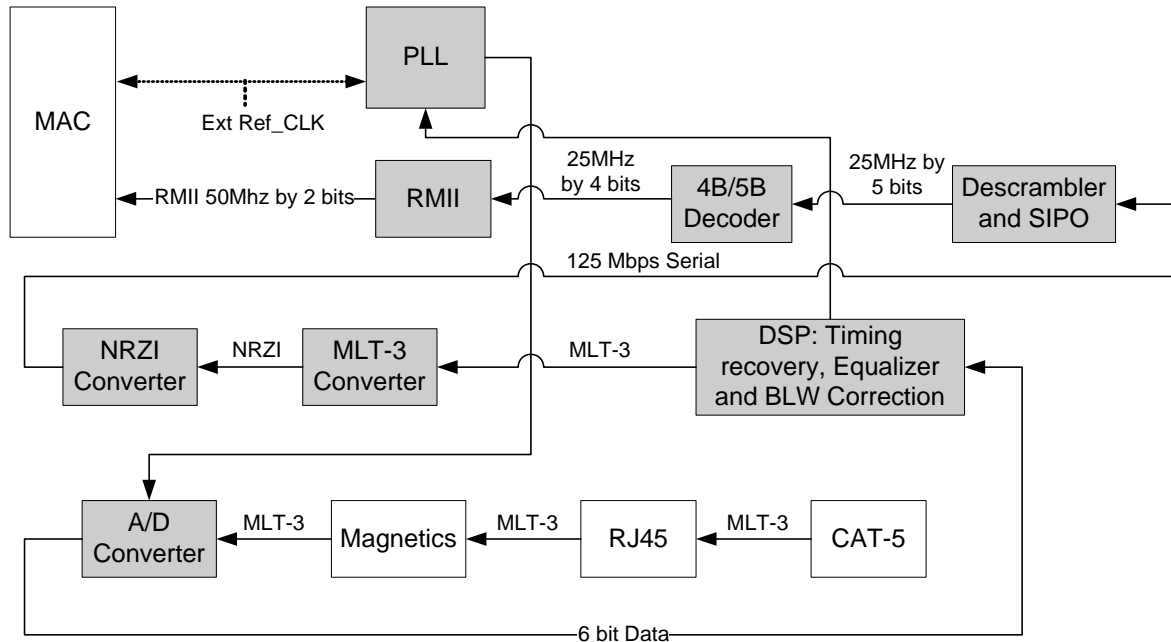 MAC
PLL
Ext Ref_CLK
RMII 50Mhz by 2 bits
RMII
25MHz
by 4 bits
4B/5B
Decoder
25MHz by
5 bits
Descrambler
and SIPO
125 Mbps Serial
NRZI
Converter
NRZI
MLT-3
Converter
MLT-3
DSP: Timing
recovery, Equalizer
and BLW Correction
A/D
Converter
MLT-3
Magnetics
MLT-3
RJ45
MLT-3
CAT-5
6 bit Data